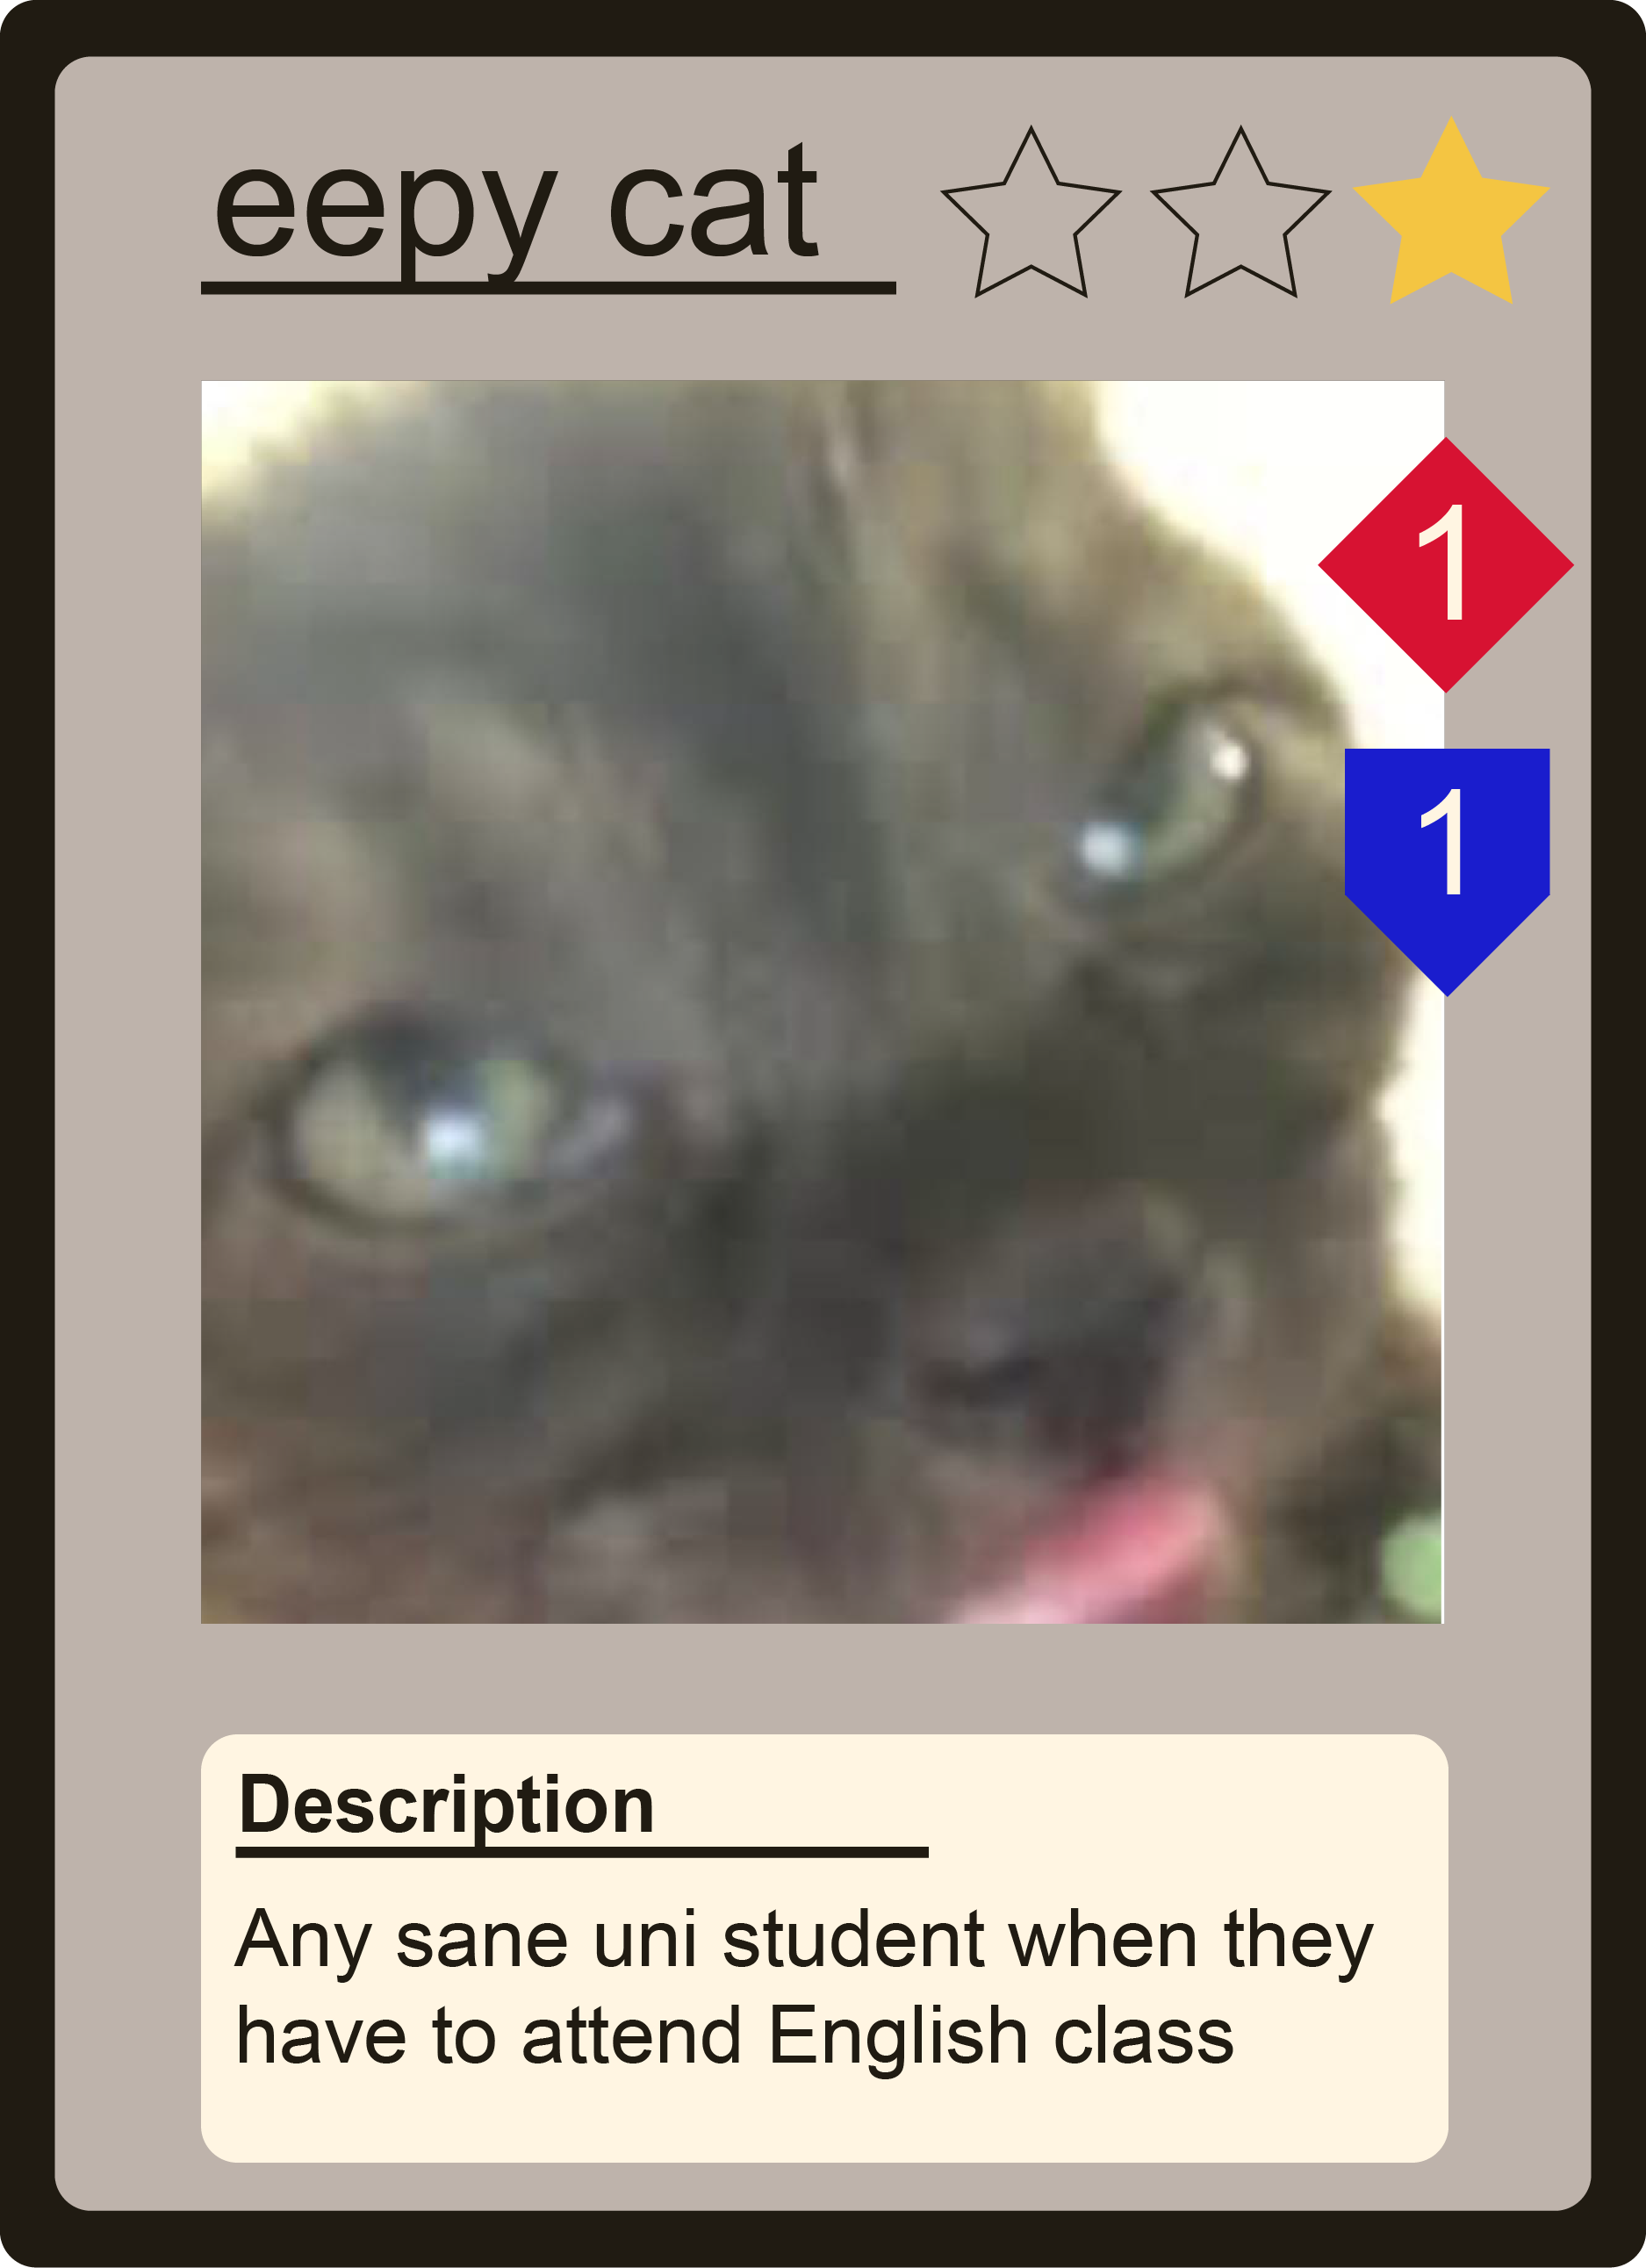 eepy cat
1
1
Description
Any sane uni student when they
have to attend English class